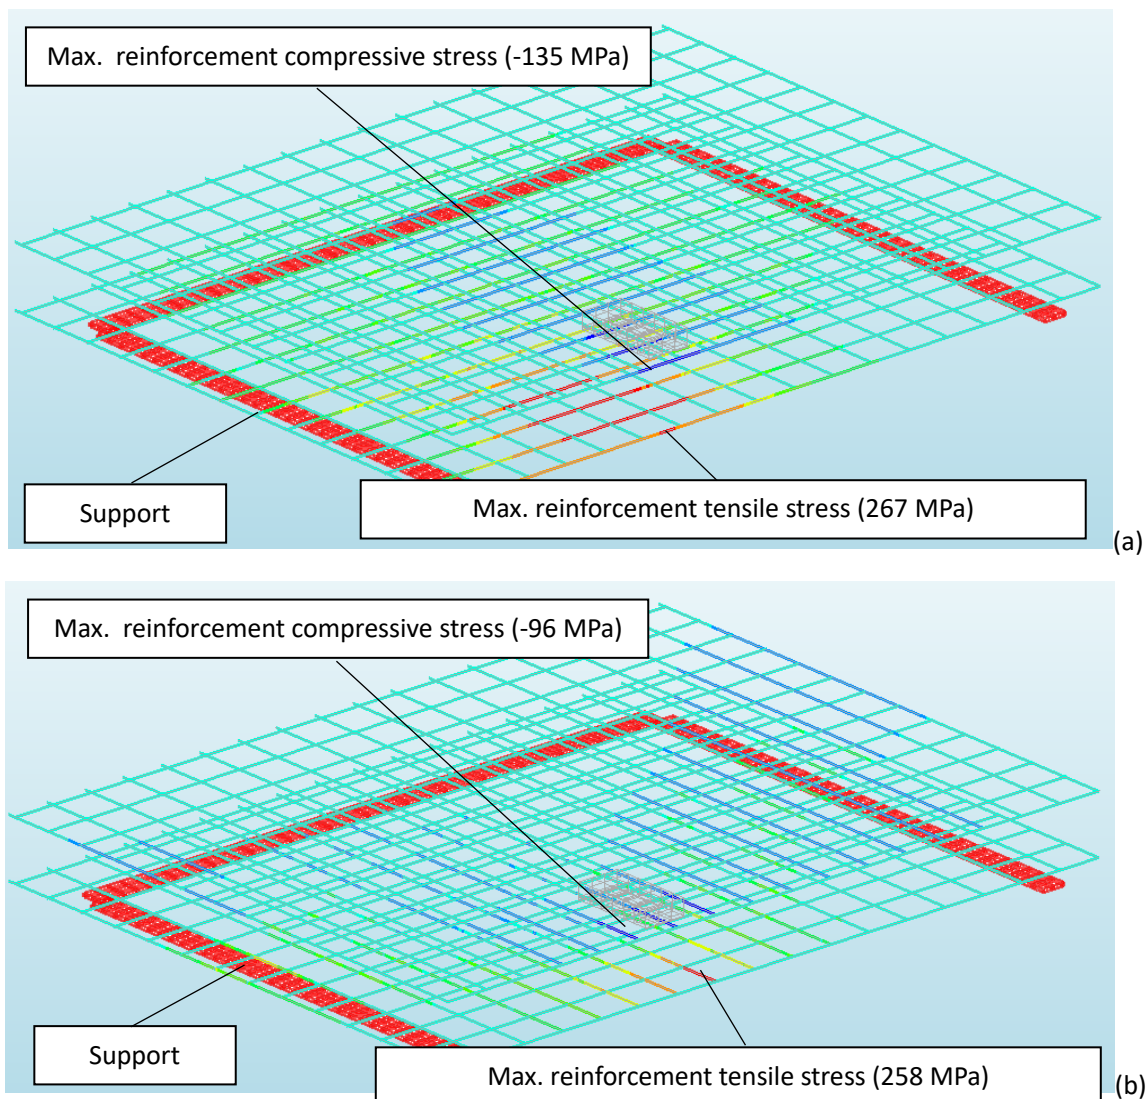 Max.  reinforcement compressive stress (-135 MPa)
Support
Max. reinforcement tensile stress (267 MPa)
(a)
Max.  reinforcement compressive stress (-96 MPa)
Support
Max. reinforcement tensile stress (258 MPa)
(b)